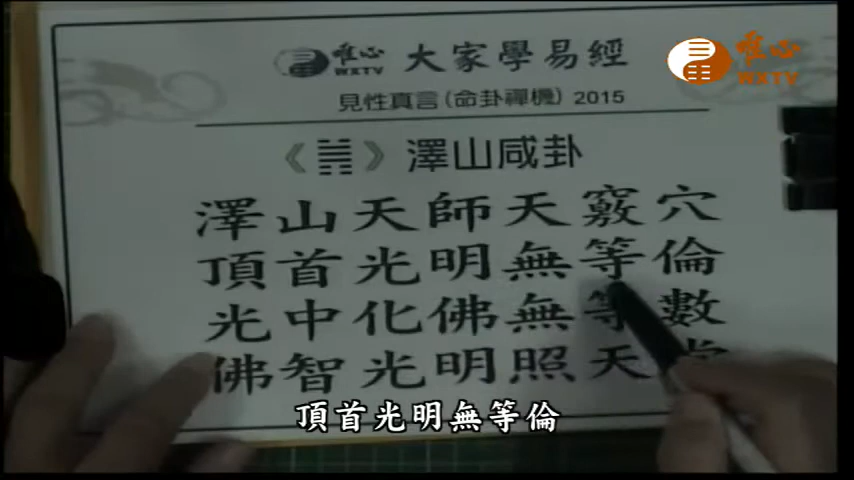 唯心 WXTV 大家學易經
唯心 WXTV
見性真言(命卦禪機) 2015
《䷞》澤山咸卦
澤山天師天竅穴
頂首光明無等倫
光中化佛無等數
佛智光明照天
頂首光明無等倫